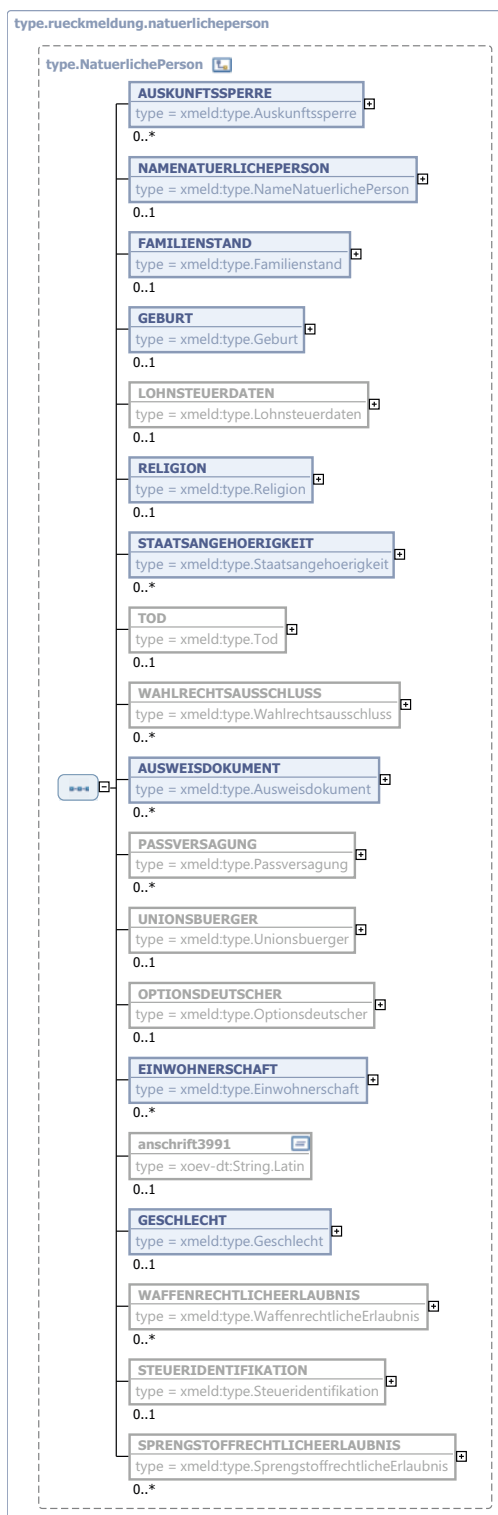 type.rueckmeldung.natuerlicheperson
type.NatuerlichePerson
AUSKUNFTSSPERRE
type = xmeld:type.Auskunftssperre
0..*
NAMENATUERLICHEPERSON
type = xmeld:type.NameNatuerlichePerson
0..1
FAMILIENSTAND
type = xmeld:type.Familienstand
0..1
GEBURT
type = xmeld:type.Geburt
0..1
LOHNSTEUERDATEN
type = xmeld:type.Lohnsteuerdaten
0..1
RELIGION
type = xmeld:type.Religion
0..1
STAATSANGEHOERIGKEIT
type = xmeld:type.Staatsangehoerigkeit
0..*
TOD
type = xmeld:type.Tod
0..1
WAHLRECHTSAUSSCHLUSS
type = xmeld:type.Wahlrechtsausschluss
0..*
AUSWEISDOKUMENT
type = xmeld:type.Ausweisdokument
0..*
PASSVERSAGUNG
type = xmeld:type.Passversagung
0..*
UNIONSBUERGER
type = xmeld:type.Unionsbuerger
0..1
OPTIONSDEUTSCHER
type = xmeld:type.Optionsdeutscher
0..1
EINWOHNERSCHAFT
type = xmeld:type.Einwohnerschaft
0..*
anschrift3991
type = xoev-dt:String.Latin
0..1
GESCHLECHT
type = xmeld:type.Geschlecht
0..1
WAFFENRECHTLICHEERLAUBNIS
type = xmeld:type.WaffenrechtlicheErlaubnis
0..*
STEUERIDENTIFIKATION
type = xmeld:type.Steueridentifikation
0..1
SPRENGSTOFFRECHTLICHEERLAUBNIS
type = xmeld:type.SprengstoffrechtlicheErlaubnis
0..*